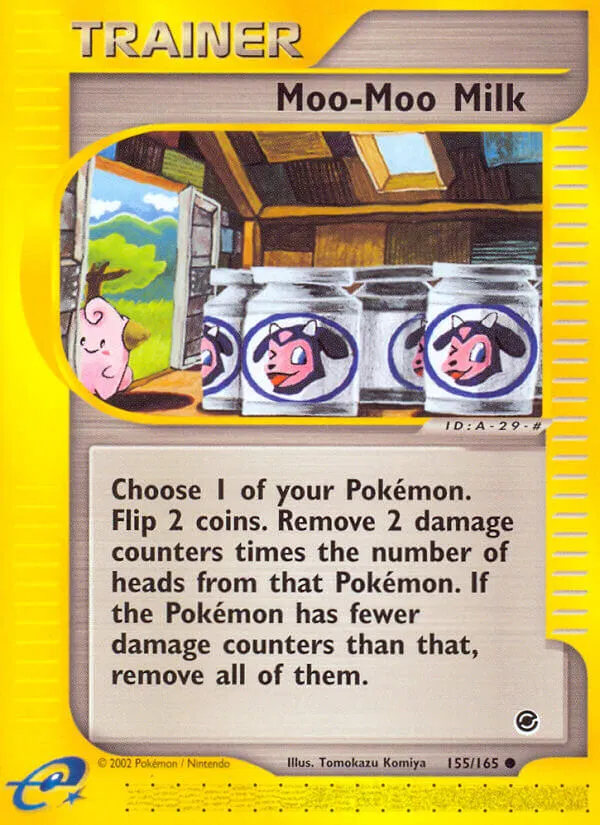 TRAINER
Moo-Moo Milk
ID:A-29-#
Choose 1 of your Pokémon.
Flip 2 coins. Remove 2 damage
counters times the number of
heads from that Pokémon. If
the Pokémon has fewer
damage counters than that,
remove all of them.
© 2002 Pokémon / Nintendo
Illus. Tomokazu Komiya
155/165 ●
e